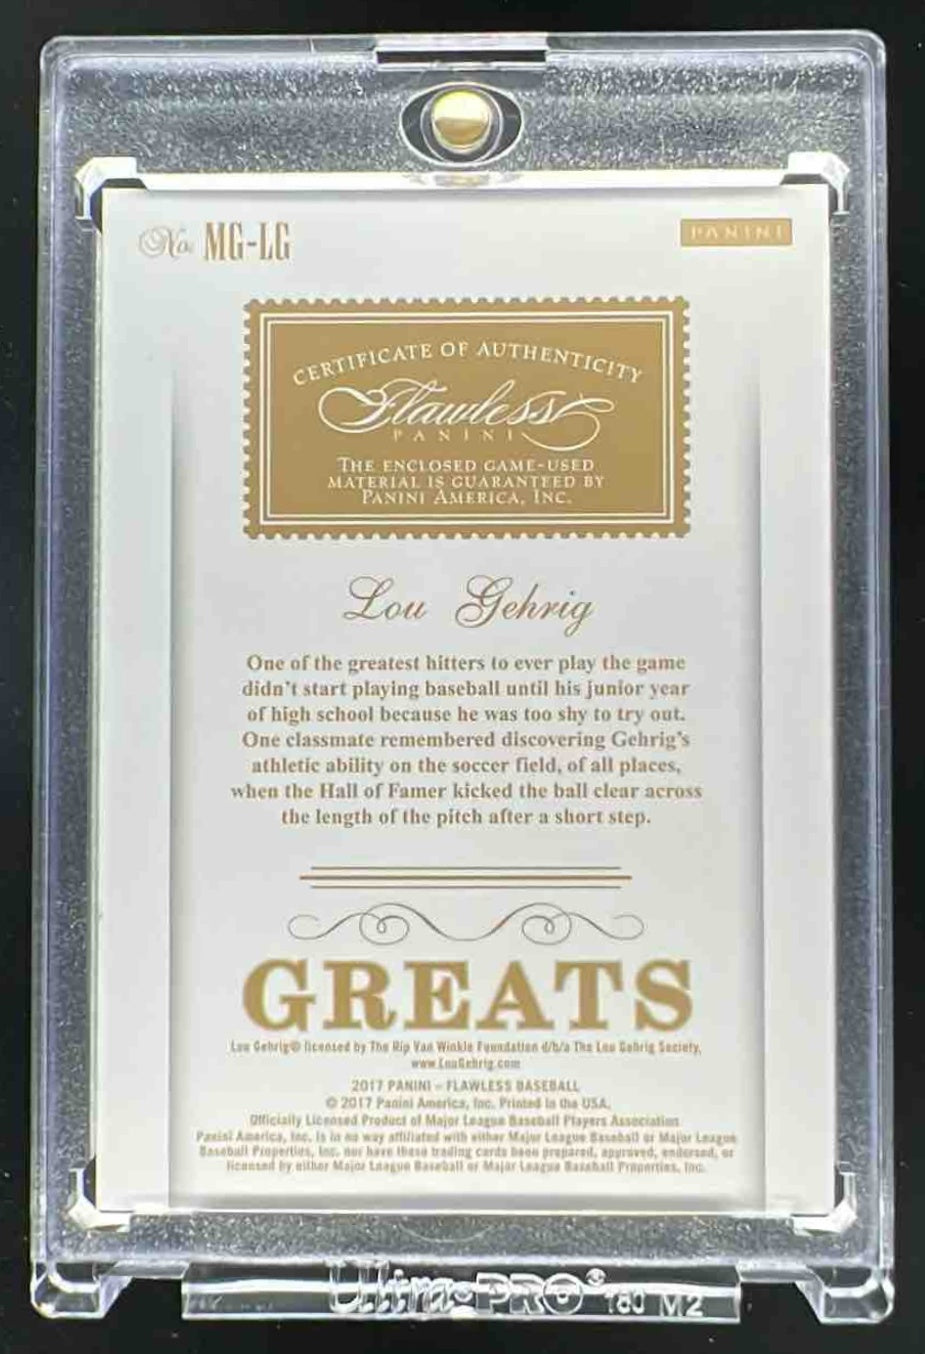 No. MG-LG
PANINI
CERTIFICATE OF AUTHENTICITY
Flawless
PANINI
THE ENCLOSED GAME-USED
MATERIAL IS GUARANTEED BY
PANINI AMERICA, INC.
Lou Gehrig
One of the greatest hitters to ever play the game
didn't start playing baseball until his junior year
of high school because he was too shy to try out.
One classmate remembered discovering Gehrig's
athletic ability on the soccer field, of all places,
when the Hall of Famer kicked the ball clear across
the length of the pitch after a short step.
GREATS
Lou Gehrig® licensed by The Rip Van Winkle Foundation d/b/a The Lou Gehrig Society,
www.LouGehrig.com
2017 PANINI – FLAWLESS BASEBALL
© 2017 Panini America, Inc. Printed in the USA.
Officially Licensed Product of Major League Baseball Players Association
Panini America, Inc. is in no way affiliated with either Major League Baseball or Major League
Baseball Properties, Inc. nor have these trading cards been prepared, approved, endorsed, or
licensed by either Major League Baseball or Major League Baseball Properties, Inc.
Ultra•PRO® 180 M2